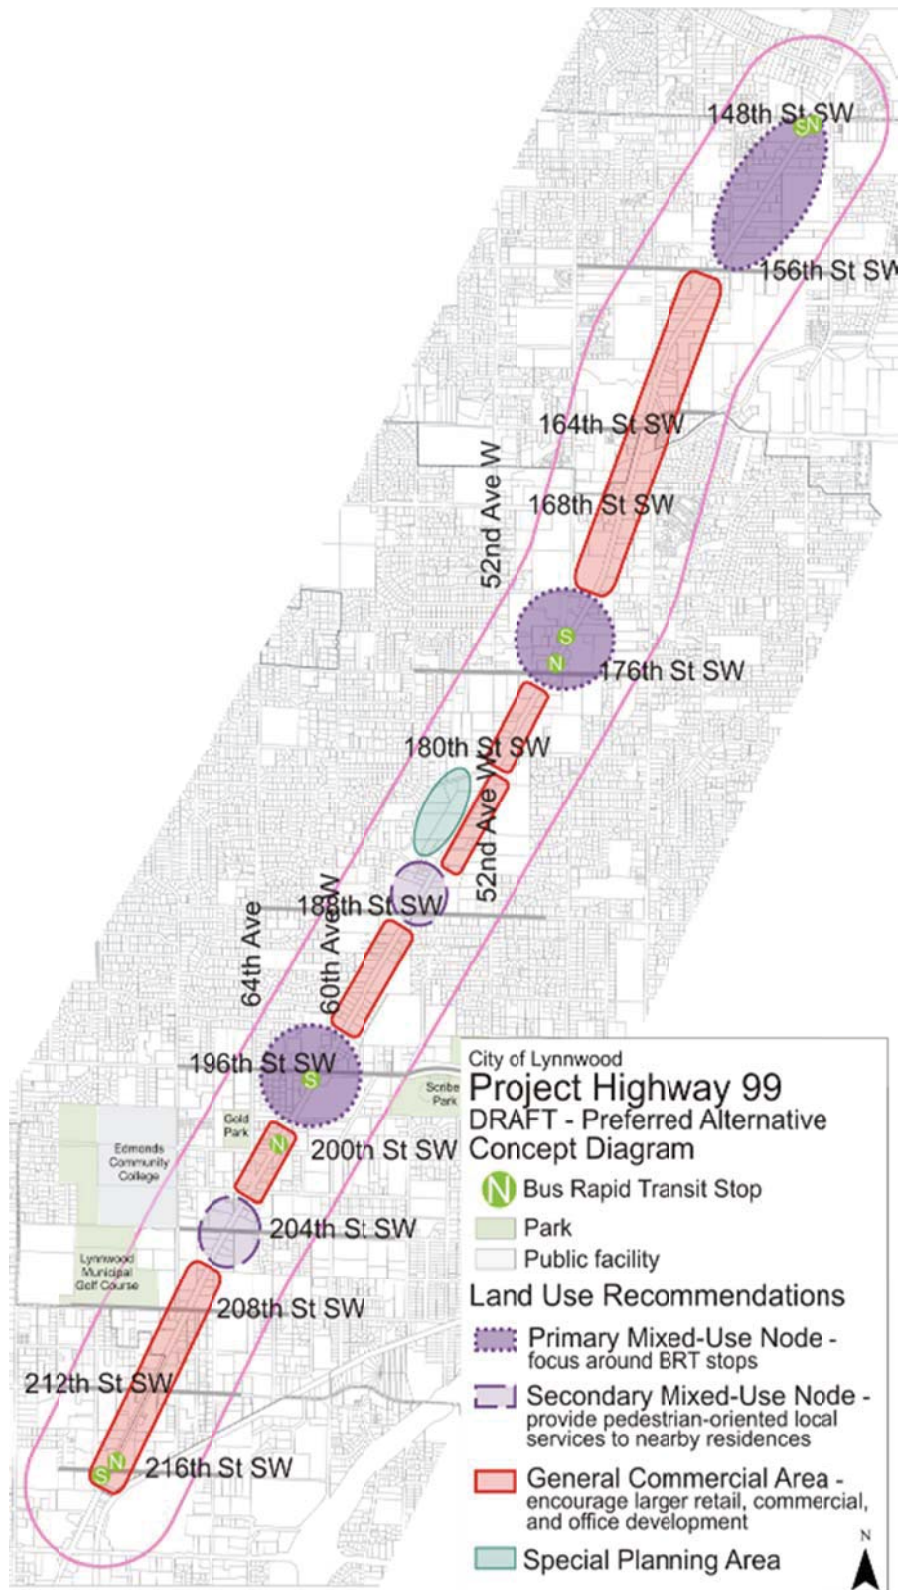 148th St SW
S N
156th St SW
164th St SW
52nd Ave W
168th St SW
S
N
176th St SW
180th St SW
52nd Ave W
188th St SW
64th Ave
60th Ave W
196th St SW
S
Scribe
Park
Gold
Park
N
200th St SW
Edmonds
Community
College
204th St SW
Lynnwood
Municipal
Golf Course
208th St SW
212th St SW
N
S
216th St SW
City of Lynnwood
Project Highway 99
DRAFT - Preferred Alternative
Concept Diagram
N Bus Rapid Transit Stop
Park
Public facility
Land Use Recommendations
Primary Mixed-Use Node -
focus around BRT stops
Secondary Mixed-Use Node -
provide pedestrian-oriented local
services to nearby residences
General Commercial Area -
encourage larger retail, commercial,
and office development
Special Planning Area
N